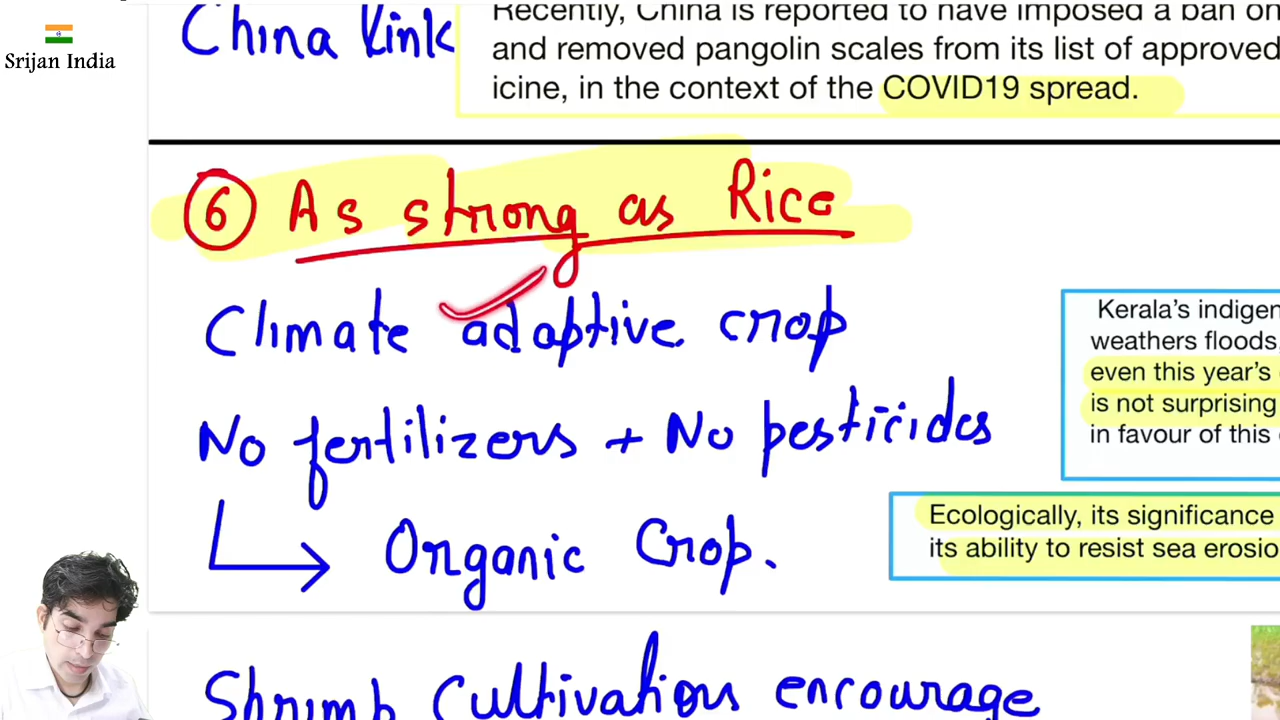 Srijan India
China Link
Recently, China is reported to have imposed a ban on
and removed pangolin scales from its list of approved
icine, in the context of the COVID19 spread.
6 As strong as Rice
Climate adaptive crop
Kerala's indigen
weathers floods,
even this year's
is not surprising
in favour of this
No fertilizers + No pesticides
Ecologically, its significance
its ability to resist sea erosio
Organic Crop.
Shrimp Cultivations encourage